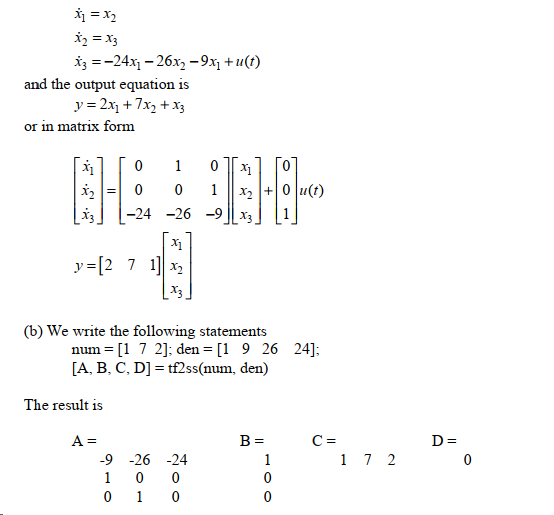 ẋ₁ = x₂
ẋ₂ = x₃
ẋ₃ = −24x₁ − 26x₂ − 9x₁ + u(t)
and the output equation is
y = 2x₁ + 7x₂ + x₃
or in matrix form
[ẋ₁] = [0 1 0] [x₁] + [0] u(t)
[ẋ₂] [0 0 1] [x₂] [0]
[ẋ₃] [−24 −26 −9] [x₃] [1]
y = [2 7 1] [x₁]
[x₂]
[x₃]
(b) We write the following statements
num = [1 7 2]; den = [1 9 26 24];
[A, B, C, D] = tf2ss(num, den)
The result is
A = B = C = D =
-9 -26 -24 1 1 7 2 0
1 0 0 0
0 1 0 0